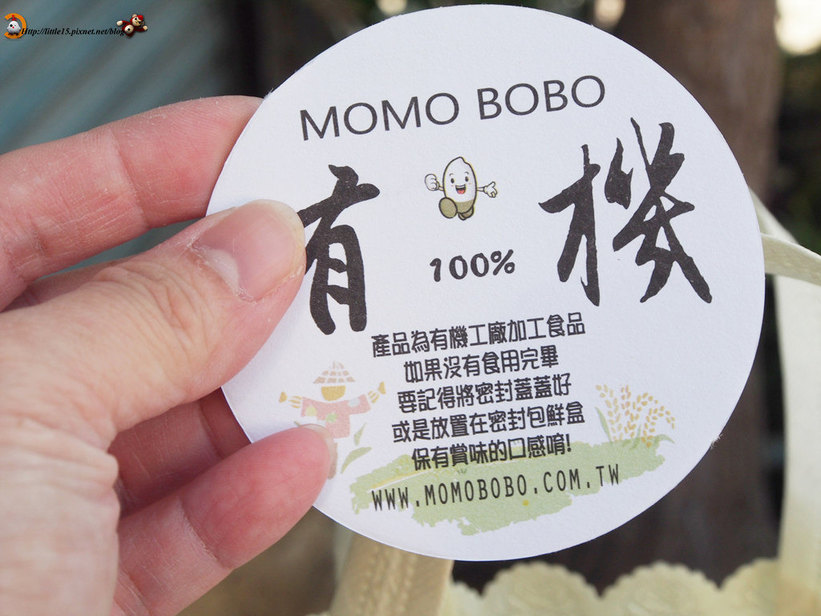 Http://little15.pixnet.net/blog
MOMO BOBO
有 機
100%
產品為有機工廠加工食品
如果沒有食用完畢
要記得將密封蓋蓋好
或是放置在密封包鮮盒
保有賞味的口感唷!
WWW.MOMOBOBO.COM.TW